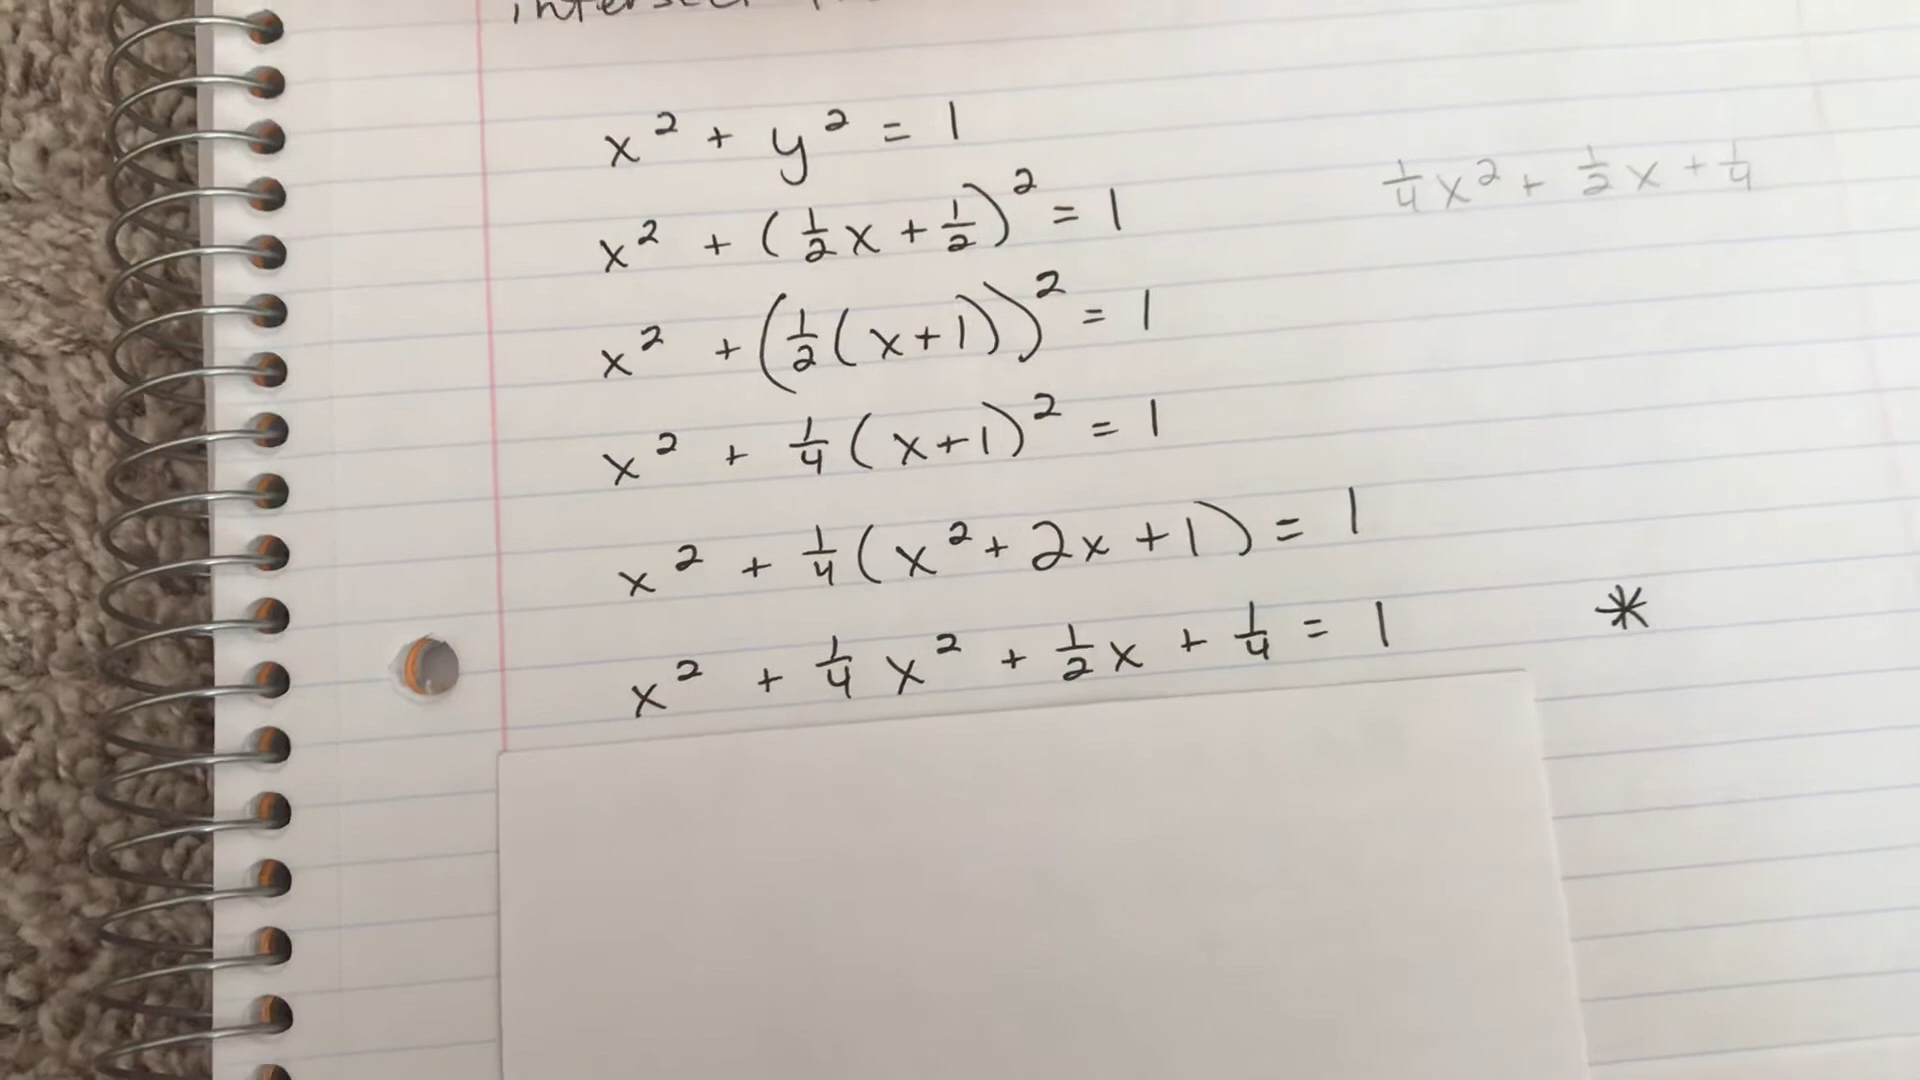 x² + y² = 1
x² + (½x + ½)² = 1
¼x² + ½x + ¼
x² + (½(x+1))² = 1
x² + ¼(x+1)² = 1
x² + ¼(x² + 2x + 1) = 1
x² + ¼x² + ½x + ¼ = 1 *